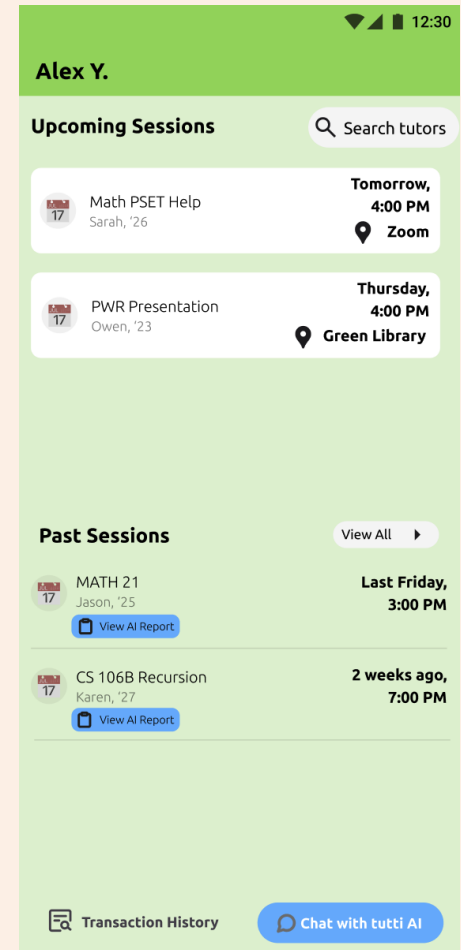 12:30
Alex Y.
Upcoming Sessions
Search tutors
Math PSET Help
Sarah, '26
Tomorrow,
4:00 PM
Zoom
17
PWR Presentation
Owen, '23
Thursday,
4:00 PM
Green Library
17
Past Sessions
View All
MATH 21
Jason, '25
View AI Report
Last Friday,
3:00 PM
17
CS 106B Recursion
Karen, '27
View AI Report
2 weeks ago,
7:00 PM
17
Transaction History
Chat with tutti AI